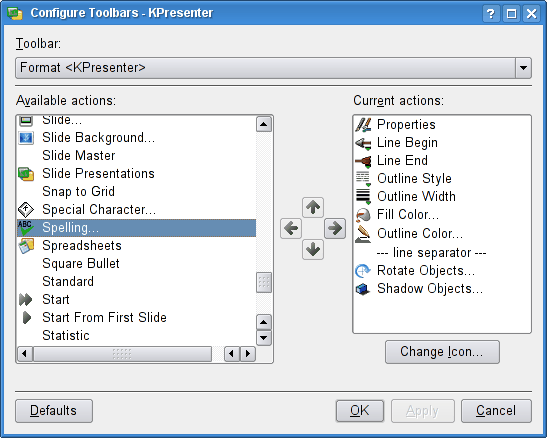 Configure Toolbars - KPresenter
Toolbar:
Format <KPresenter>
Available actions:
Slide...
Slide Background...
Slide Master
Slide Presentations
Snap to Grid
Special Character...
ABC
Spelling...
Spreadsheets
Square Bullet
Standard
Start
Start From First Slide
Statistic
Current actions:
Properties
Line Begin
Line End
Outline Style
Outline Width
Fill Color...
Outline Color...
--- line separator ---
Rotate Objects...
Shadow Objects...
Change Icon...
Defaults
OK
Apply
Cancel